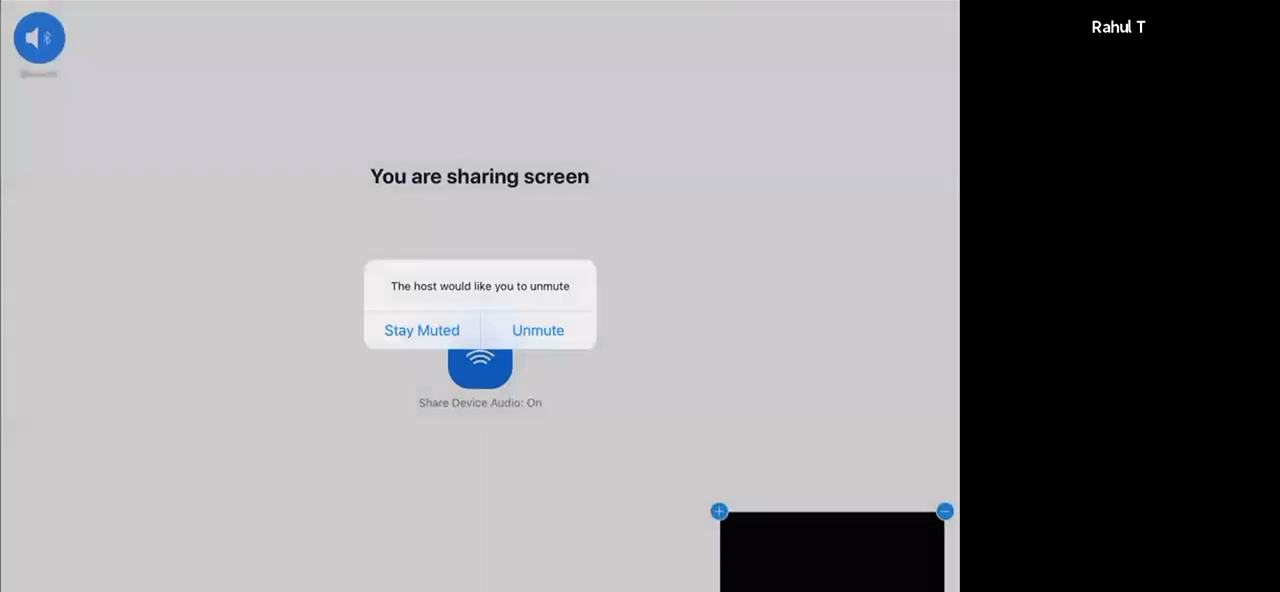 Rahul T
You are sharing screen
The host would like you to unmute
Stay Muted Unmute
Share Device Audio: On